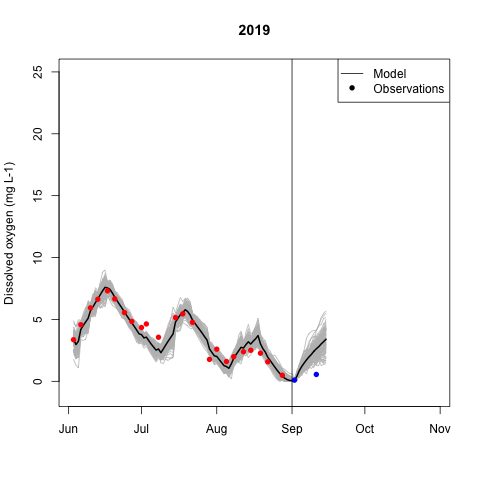 2019
Model
Observations
Dissolved oxygen (mg L-1)
25
20
15
10
5
0
Jun Jul Aug Sep Oct Nov